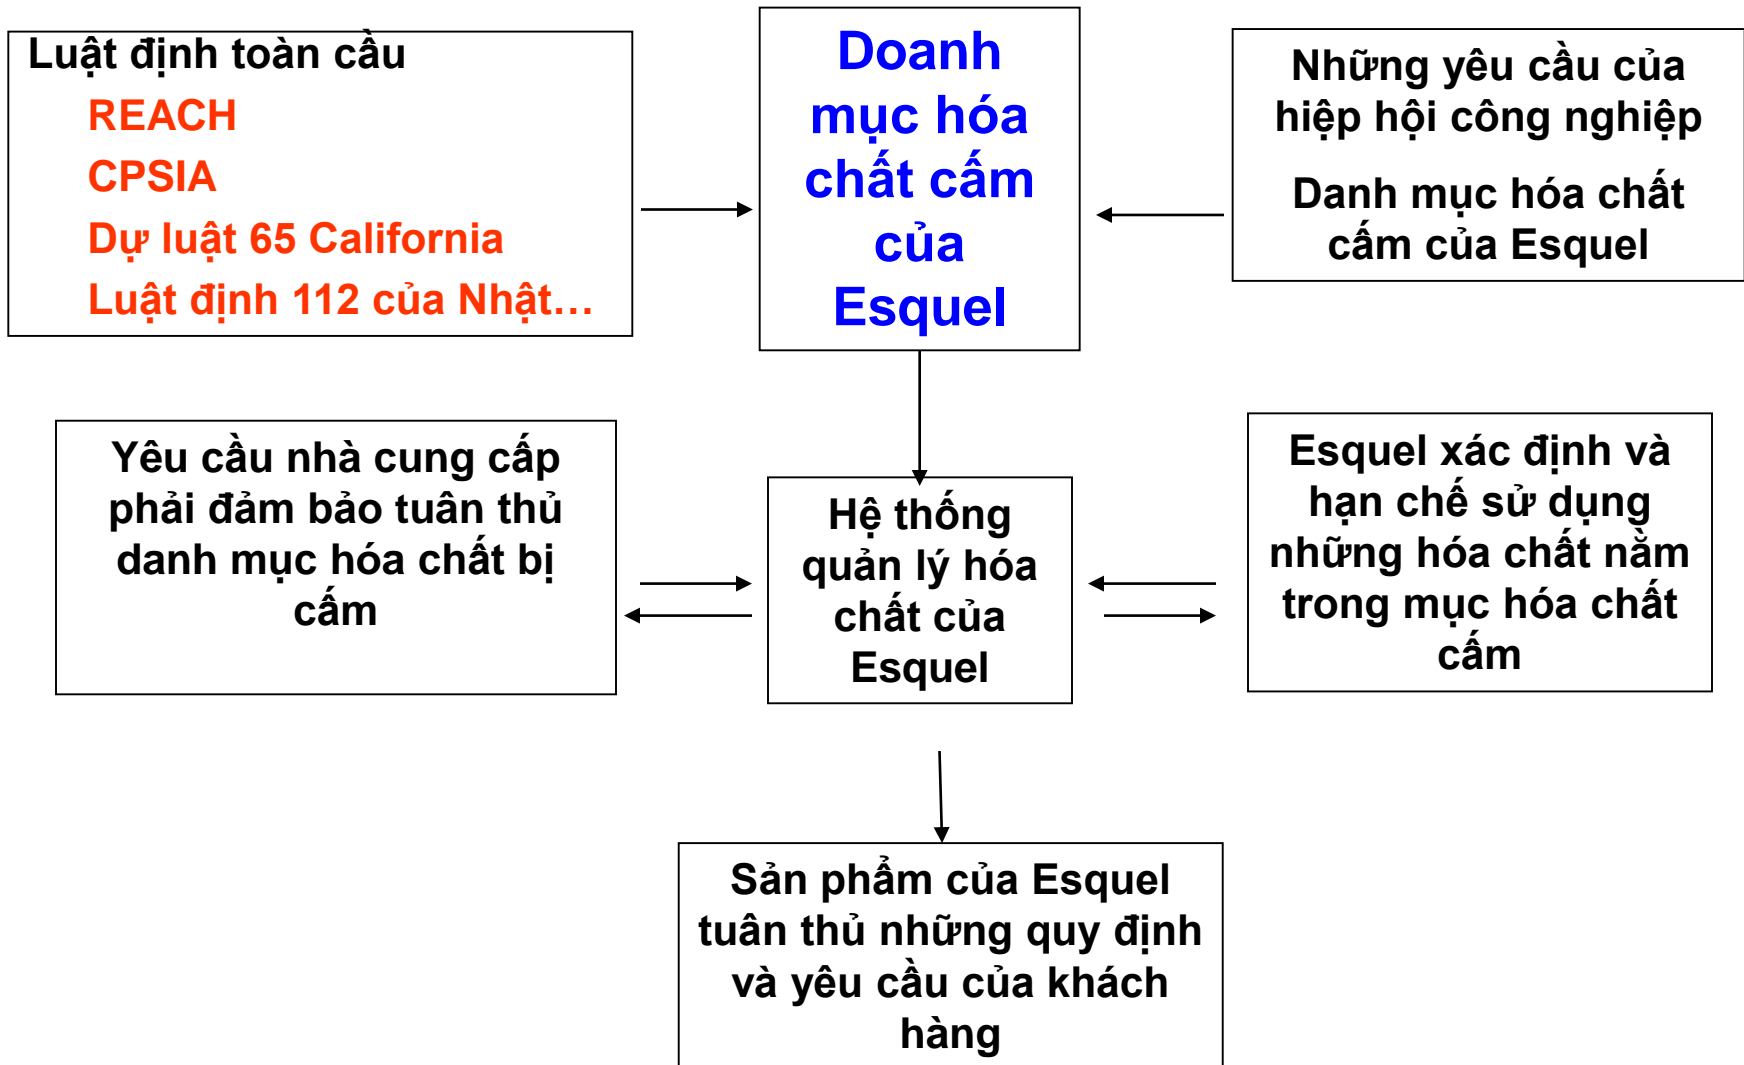 Luật định toàn cầu
REACH
CPSIA
Dự luật 65 California
Luật định 112 của Nhật…
Doanh
mục hóa
chất cấm
của
Esquel
Những yêu cầu của
hiệp hội công nghiệp
Danh mục hóa chất
cấm của Esquel
Yêu cầu nhà cung cấp
phải đảm bảo tuân thủ
danh mục hóa chất bị
cấm
Hệ thống
quản lý hóa
chất của
Esquel
Esquel xác định và
hạn chế sử dụng
những hóa chất nằm
trong mục hóa chất
cấm
Sản phẩm của Esquel
tuân thủ những quy định
và yêu cầu của khách
hàng